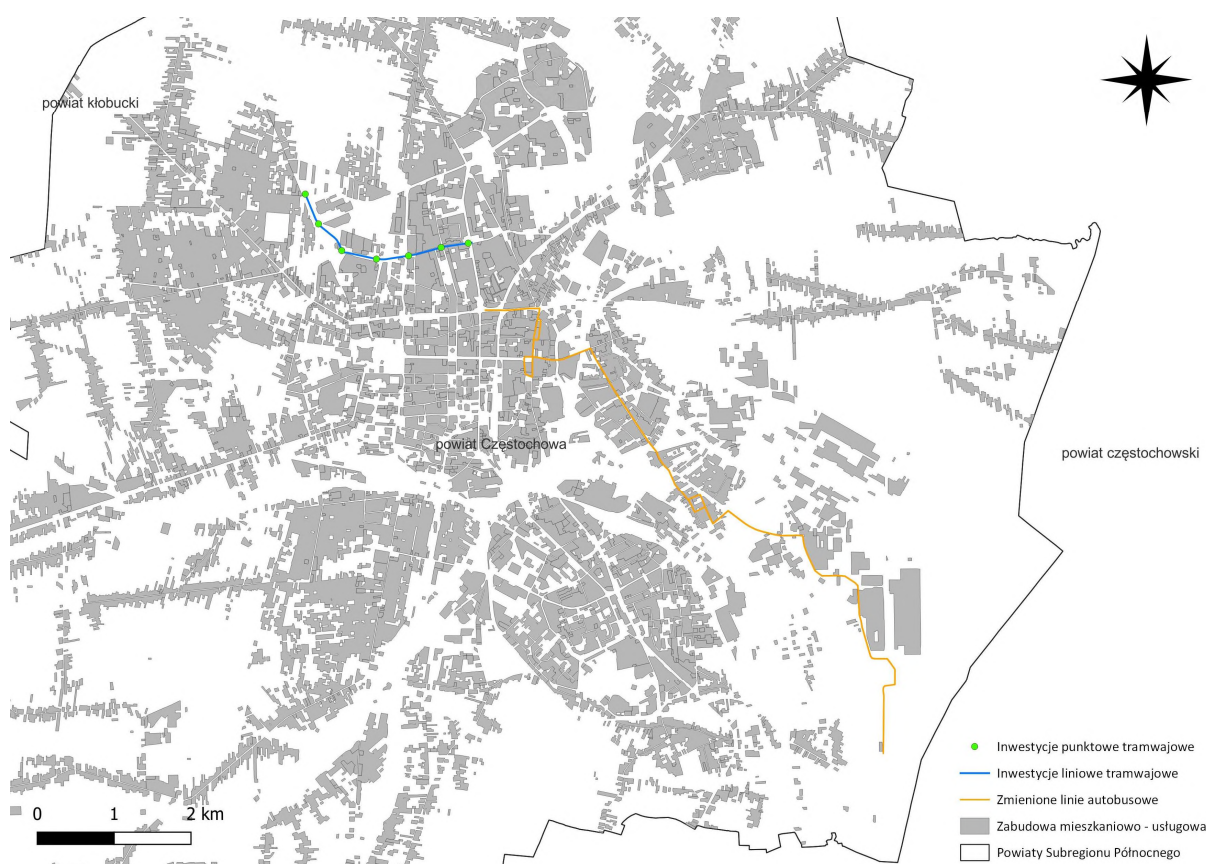 powiat kłobucki
powiat Częstochowa
powiat częstochowski
Inwestycje punktowe tramwajowe
Inwestycje liniowe tramwajowe
Zmienione linie autobusowe
Zabudowa mieszkaniowo - usługowa
Powiaty Subregionu Północnego
0 1 2 km